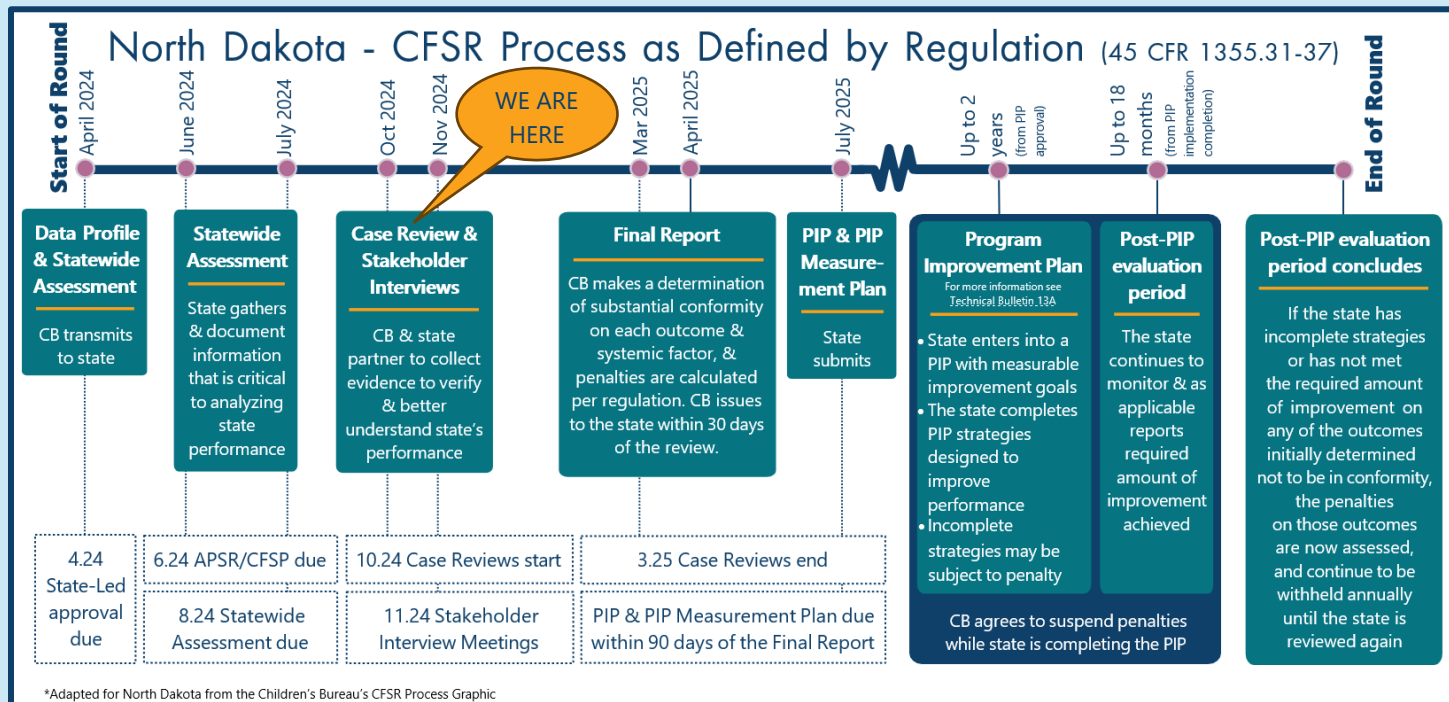 North Dakota - CFSR Process as Defined by Regulation (45 CFR 1355.31-37)
Start of Round
April 2024
June 2024
July 2024
Oct 2024
Nov 2024
WE ARE
HERE
Mar 2025
April 2025
July 2025
Up to 2
years
(from PIP
approval)
Up to 18
months
(from PIP
implementation
completion)
End of Round
Data Profile
& Statewide
Assessment
CB transmits
to state
Statewide
Assessment
State gathers
& document
information
that is critical
to analyzing
state
performance
Case Review &
Stakeholder
Interviews
CB & state
partner to collect
evidence to verify
& better
understand state's
performance
Final Report
CB makes a determination
of substantial conformity
on each outcome &
systemic factor, &
penalties are calculated
per regulation. CB issues
to the state within 30 days
of the review.
PIP & PIP
Measure-
ment Plan
State
submits
Program
Improvement Plan
For more information see
Technical Bulletin 13A
• State enters into a
PIP with measurable
improvement goals
• The state completes
PIP strategies
designed to
improve
performance
• Incomplete
strategies may be
subject to penalty
Post-PIP
evaluation
period
The state
continues to
monitor & as
applicable
reports
required
amount of
improvement
achieved
CB agrees to suspend penalties
while state is completing the PIP
Post-PIP evaluation
period concludes
If the state has
incomplete strategies
or has not met
the required amount
of improvement on
any of the outcomes
initially determined
not to be in conformity,
the penalties
on those outcomes
are now assessed,
and continue to be
withheld annually
until the state is
reviewed again
4.24
State-Led
approval
due
6.24 APSR/CFSP due
8.24 Statewide
Assessment due
10.24 Case Reviews start
11.24 Stakeholder
Interview Meetings
3.25 Case Reviews end
PIP & PIP Measurement Plan due
within 90 days of the Final Report
*Adapted for North Dakota from the Children's Bureau's CFSR Process Graphic